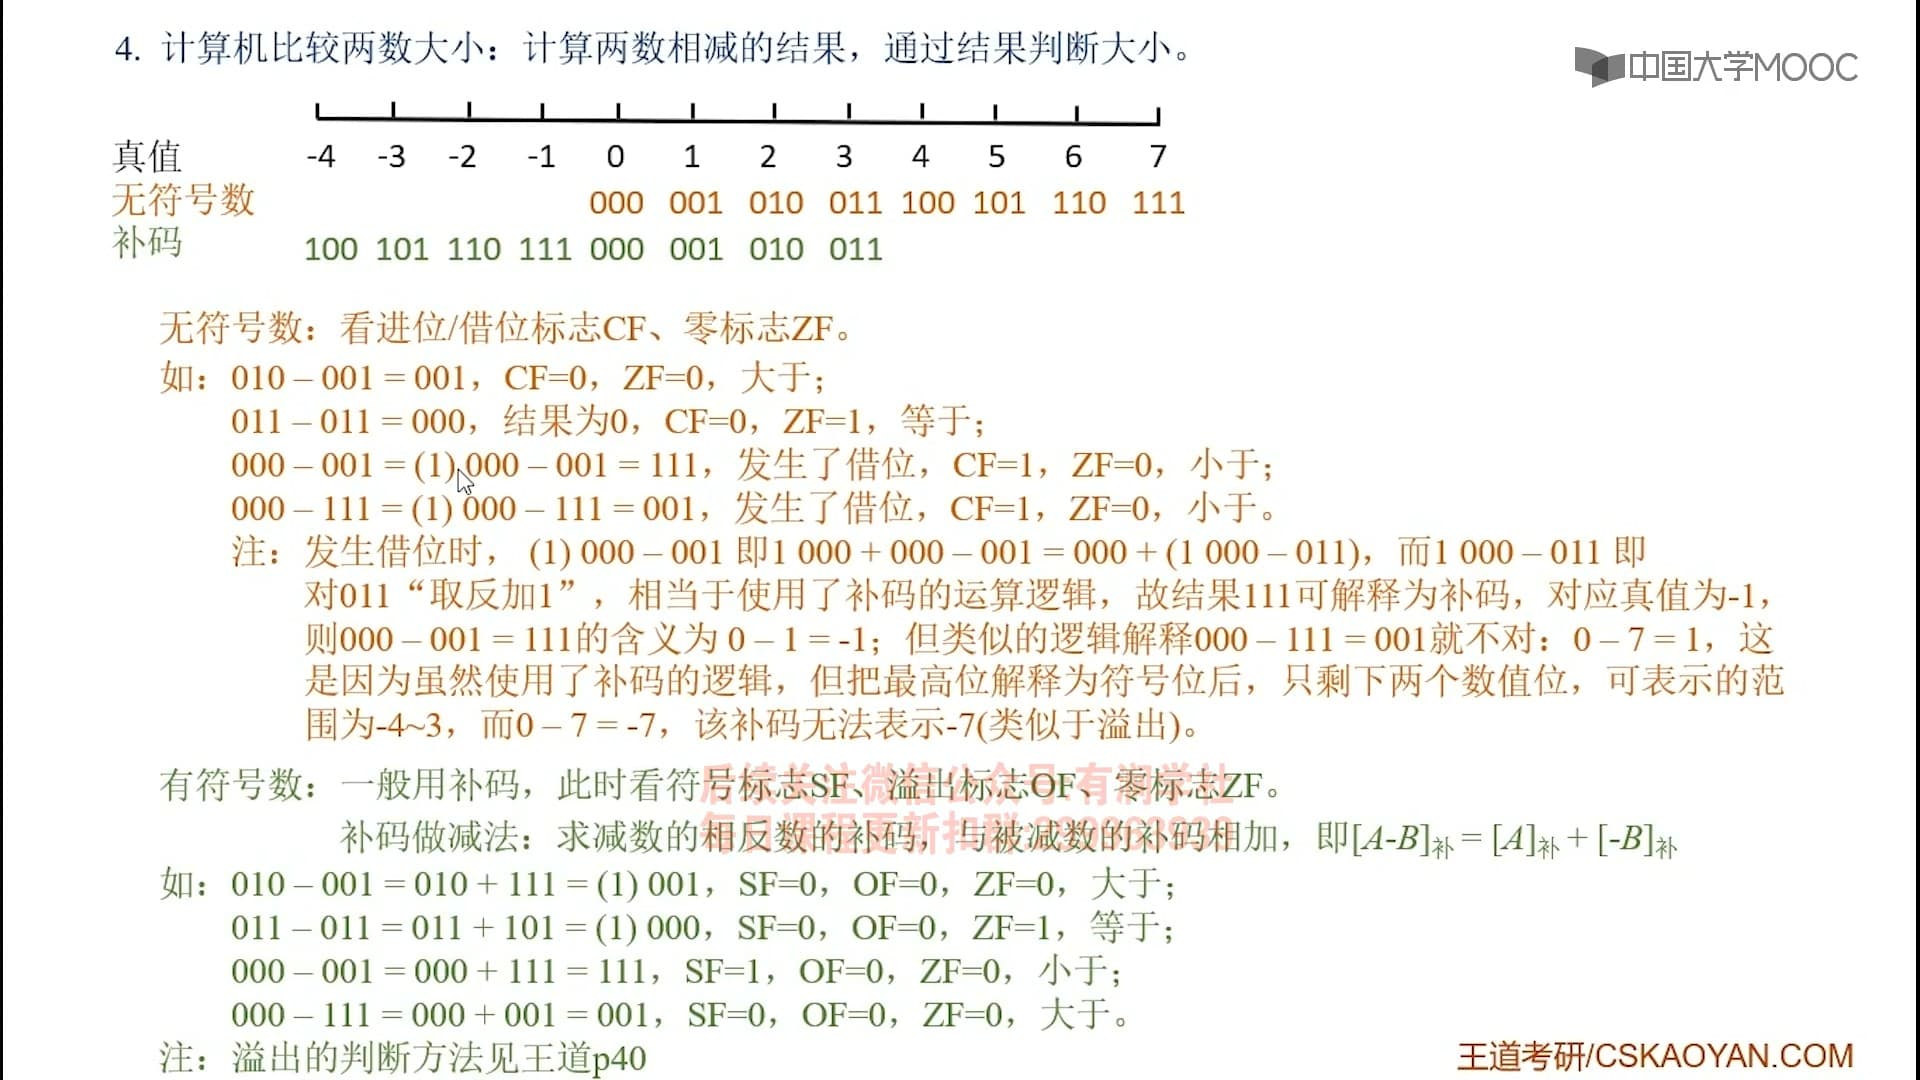 4. 计算机比较两数大小：计算两数相减的结果，通过结果判断大小。
中国大学MOOC
真值 -4 -3 -2 -1 0 1 2 3 4 5 6 7
无符号数 000 001 010 011 100 101 110 111
补码 100 101 110 111 000 001 010 011
无符号数：看进位/借位标志CF、零标志ZF。
如：010 – 001 = 001，CF=0，ZF=0，大于；
011 – 011 = 000，结果为0，CF=0，ZF=1，等于；
000 – 001 = (1) 000 – 001 = 111，发生了借位，CF=1，ZF=0，小于；
000 – 111 = (1) 000 – 111 = 001，发生了借位，CF=1，ZF=0，小于。
注：发生借位时， (1) 000 – 001 即1 000 + 000 – 001 = 000 + (1 000 – 011)，而1 000 – 011 即
对011“取反加1”，相当于使用了补码的运算逻辑，故结果111可解释为补码，对应真值为-1，
则000 – 001 = 111的含义为 0 – 1 = -1；但类似的逻辑解释000 – 111 = 001就不对：0 – 7 = 1，这
是因为虽然使用了补码的逻辑，但把最高位解释为符号位后，只剩下两个数值位，可表示的范
围为-4~3，而0 – 7 = -7，该补码无法表示-7(类似于溢出)。
有符号数：一般用补码，此时看符号标志SF、溢出标志OF、零标志ZF。
后续关注微信公众号:有润学社
补码做减法：求减数的相反数的补码，与被减数的补码相加，即[A-B]补 = [A]补 + [-B]补
每日课程更新扣群:
如：010 – 001 = 010 + 111 = (1) 001，SF=0，OF=0，ZF=0，大于；
011 – 011 = 011 + 101 = (1) 000，SF=0，OF=0，ZF=1，等于；
000 – 001 = 000 + 111 = 111，SF=1，OF=0，ZF=0，小于；
000 – 111 = 000 + 001 = 001，SF=0，OF=0，ZF=0，大于。
注：溢出的判断方法见王道p40
王道考研/CSKAOYAN.COM